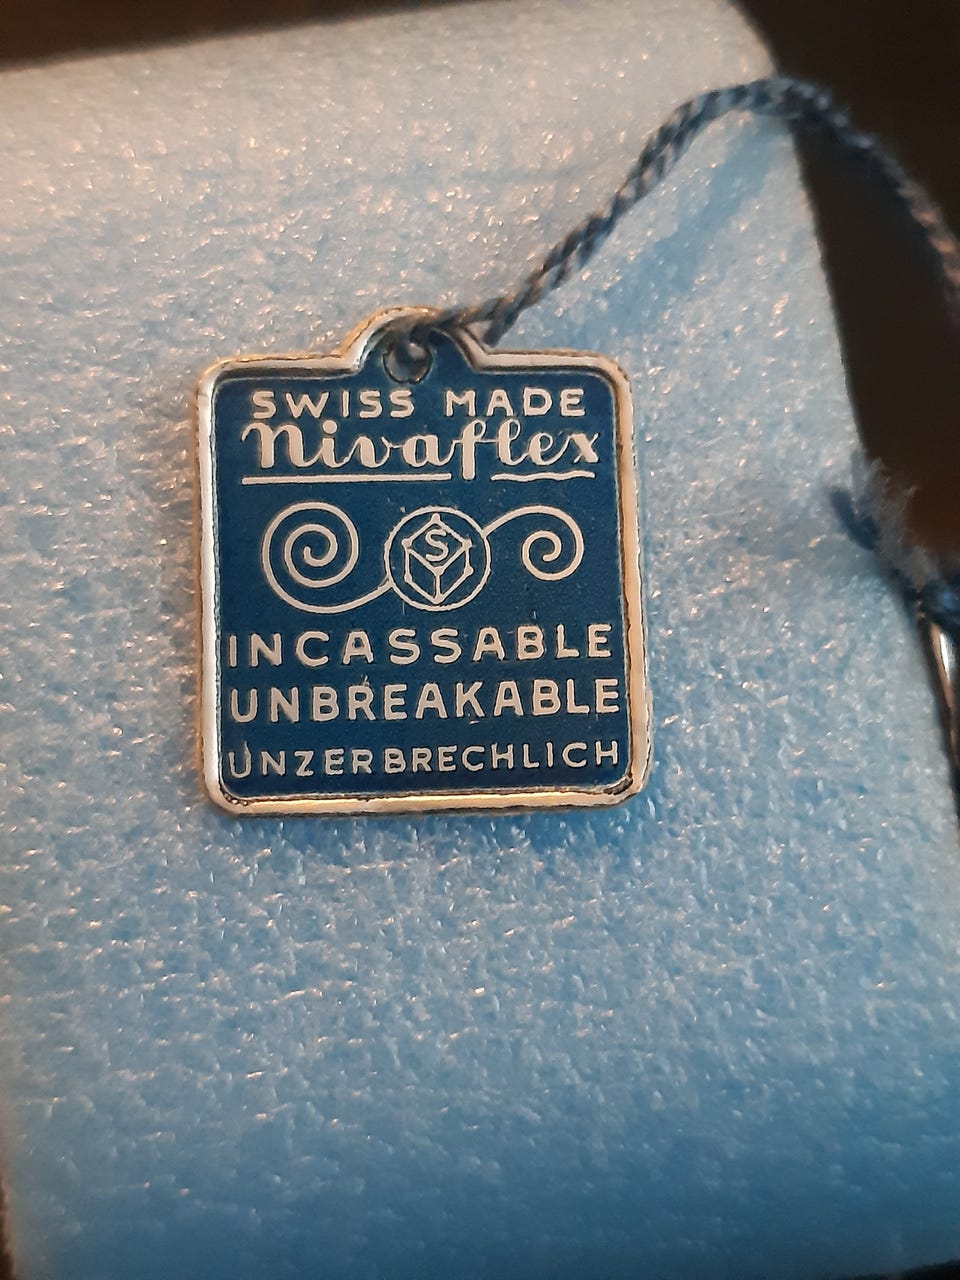 SWISS MADE
Nivaflex
S
INCASSABLE
UNBREAKABLE
UNZERBRECHLICH